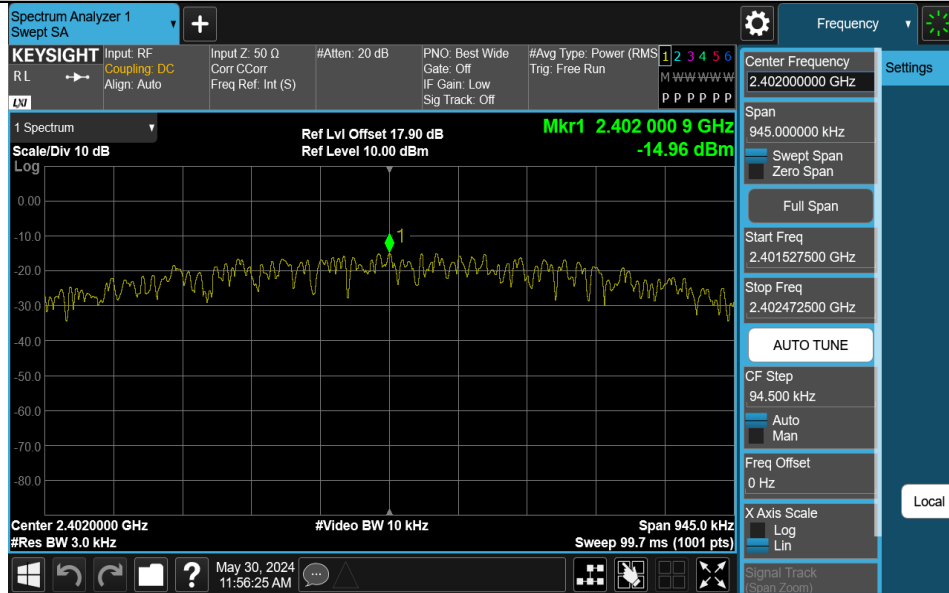 Spectrum Analyzer 1
Swept SA
+
Frequency
KEYSIGHT
RL
LXI
Input: RF
Coupling: DC
Align: Auto
Input Z: 50 Ω
Corr CCorr
Freq Ref: Int (S)
#Atten: 20 dB
PNO: Best Wide
Gate: Off
IF Gain: Low
Sig Track: Off
#Avg Type: Power (RMS
Trig: Free Run
1 2 3 4 5 6
M W W W W W
P P P P P P
1 Spectrum
Scale/Div 10 dB
Log
Ref Lvl Offset 17.90 dB
Ref Level 10.00 dBm
Mkr1 2.402 000 9 GHz
-14.96 dBm
1
0.00
-10.0
-20.0
-30.0
-40.0
-50.0
-60.0
-70.0
-80.0
Center 2.4020000 GHz
#Res BW 3.0 kHz
#Video BW 10 kHz
Span 945.0 kHz
Sweep 99.7 ms (1001 pts)
?
May 30, 2024
11:56:25 AM
Center Frequency
2.402000000 GHz
Span
945.000000 kHz
Swept Span
Zero Span
Full Span
Start Freq
2.401527500 GHz
Stop Freq
2.402472500 GHz
AUTO TUNE
CF Step
94.500 kHz
Auto
Man
Freq Offset
0 Hz
X Axis Scale
Log
Lin
Signal Track
(Span Zoom)
Settings
Local